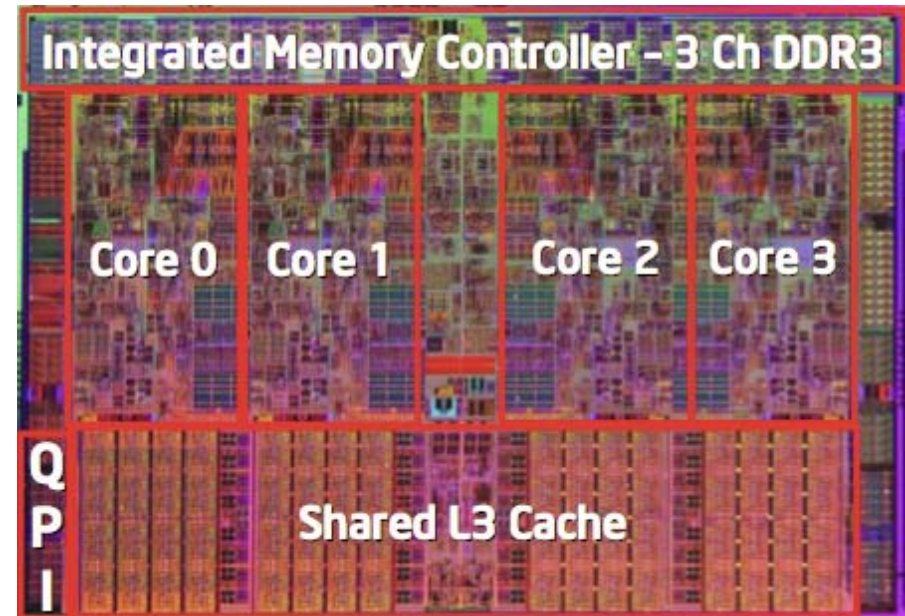 Integrated Memory Controller - 3 Ch DDR3
Core 0
Core 1
Core 2
Core 3
Q
P
I
Shared L3 Cache